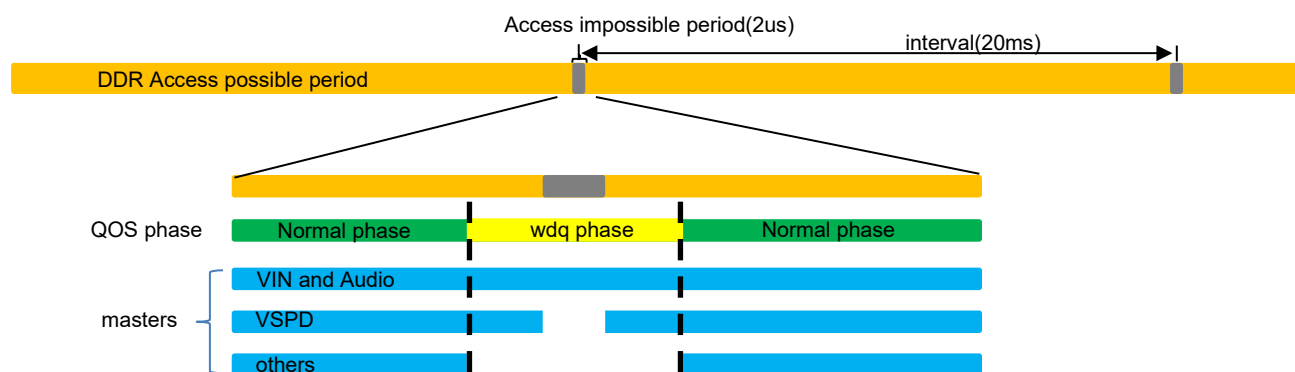 Access impossible period(2us)
interval(20ms)
DDR Access possible period
QOS phase
Normal phase
wdq phase
Normal phase
VIN and Audio
masters
VSPD
others